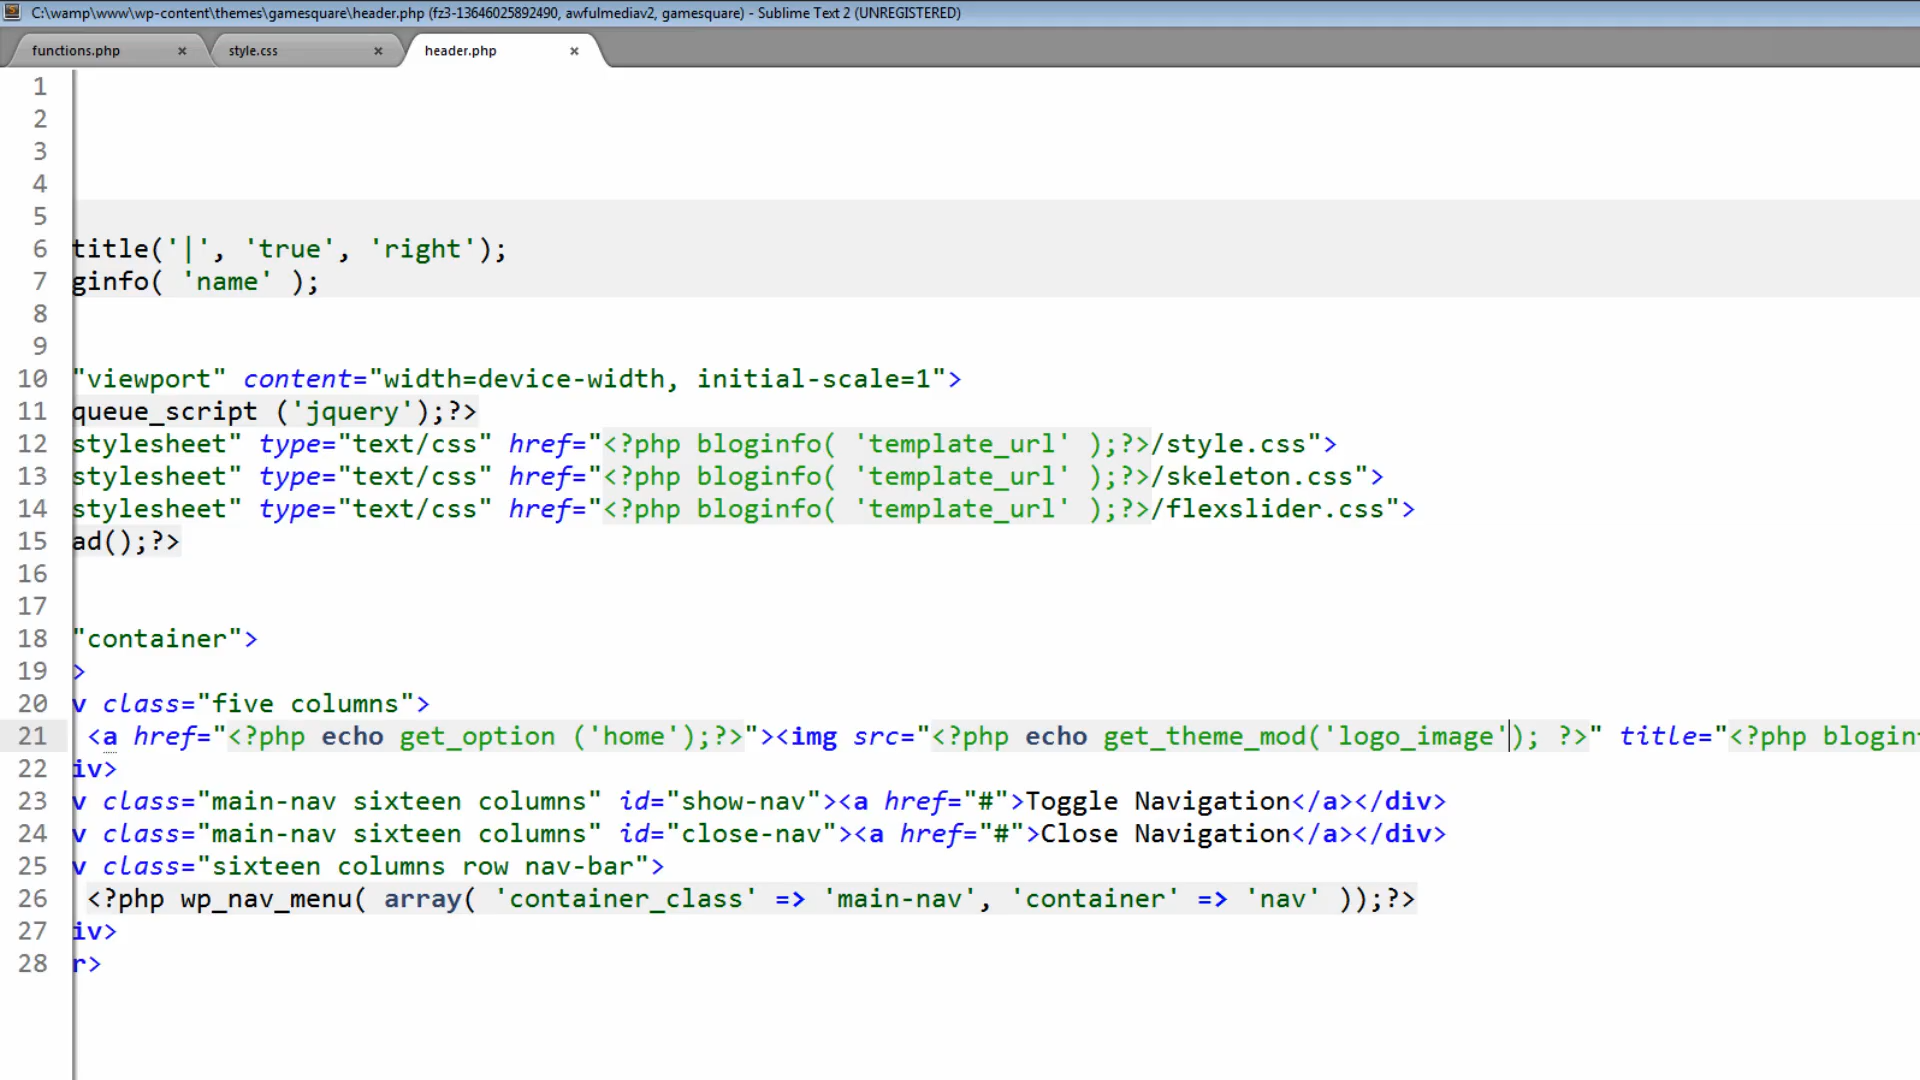 C:\wamp\www\wp-content\themes\gamesquare\header.php (fz3-13646025892490, awfulmediav2, gamesquare) - Sublime Text 2 (UNREGISTERED)
functions.php × style.css × header.php ×
1
2
3
4
5
6 title('|', 'true', 'right');
7 ginfo( 'name' );
8
9
10 "viewport" content="width=device-width, initial-scale=1">
11 queue_script ('jquery');?>
12 stylesheet" type="text/css" href="<?php bloginfo( 'template_url' );?>/style.css">
13 stylesheet" type="text/css" href="<?php bloginfo( 'template_url' );?>/skeleton.css">
14 stylesheet" type="text/css" href="<?php bloginfo( 'template_url' );?>/flexslider.css">
15 ad();?>
16
17
18 "container">
19 >
20 v class="five columns">
21 <a href="<?php echo get_option ('home');?>"><img src="<?php echo get_theme_mod('logo_image'); ?>" title="<?php blogin
22 iv>
23 v class="main-nav sixteen columns" id="show-nav"><a href="#">Toggle Navigation</a></div>
24 v class="main-nav sixteen columns" id="close-nav"><a href="#">Close Navigation</a></div>
25 v class="sixteen columns row nav-bar">
26 <?php wp_nav_menu( array( 'container_class' => 'main-nav', 'container' => 'nav' ));?>
27 iv>
28 r>